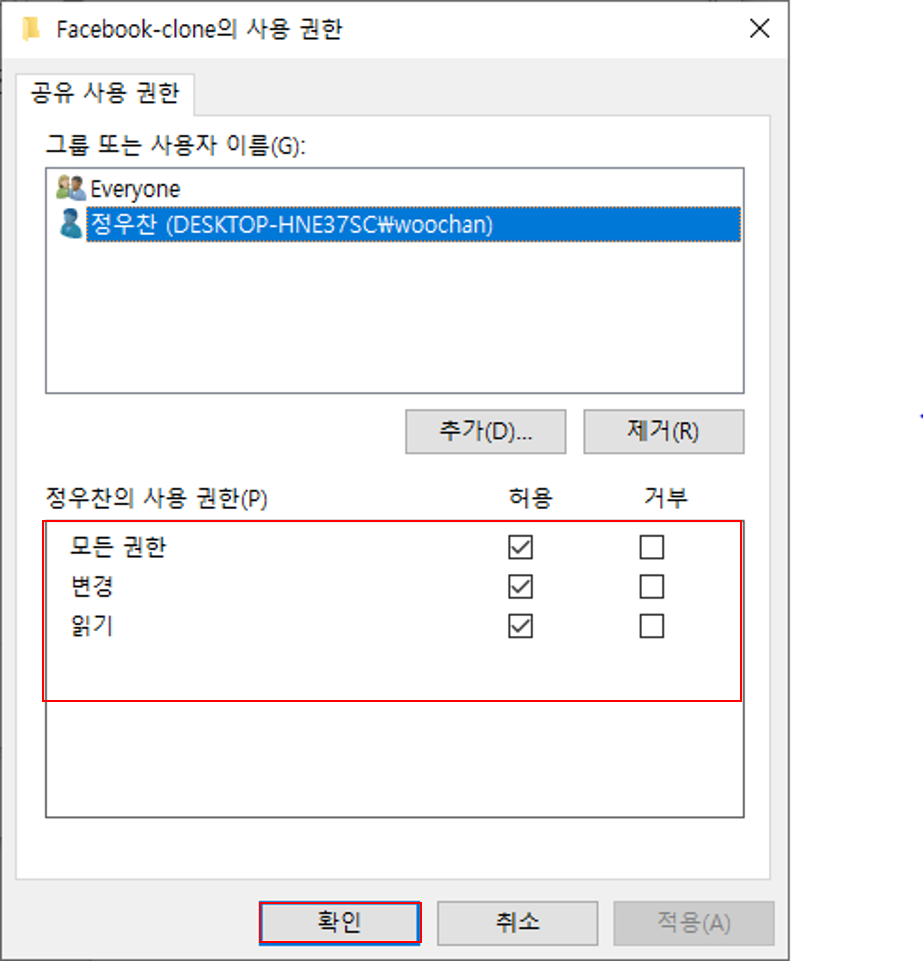 Facebook-clone의 사용 권한
공유 사용 권한
그룹 또는 사용자 이름(G):
Everyone
정우찬 (DESKTOP-HNE37SC₩woochan)
추가(D)... 제거(R)
정우찬의 사용 권한(P) 허용 거부
모든 권한
변경
읽기
확인 취소 적용(A)